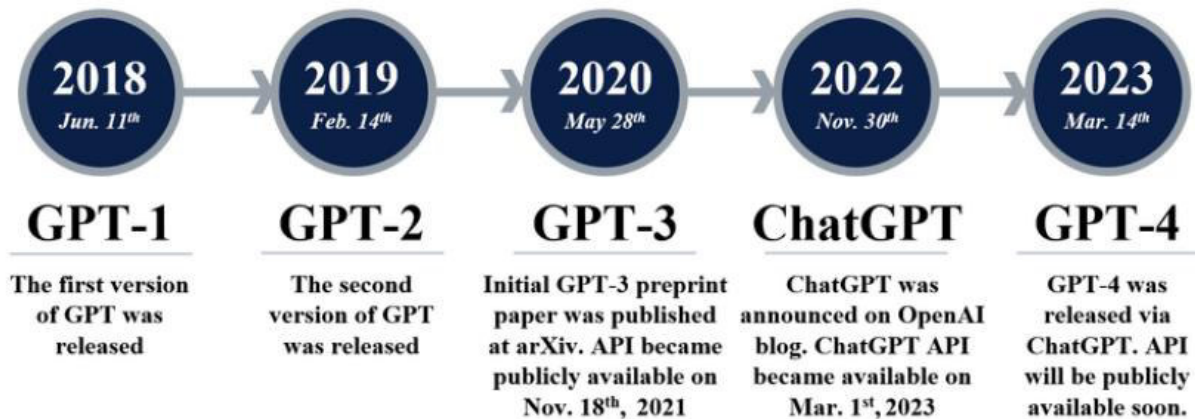 2018
Jun. 11th
2019
Feb. 14th
2020
May 28th
2022
Nov. 30th
2023
Mar. 14th
GPT-1
The first version
of GPT was
released
GPT-2
The second
version of GPT
was released
GPT-3
Initial GPT-3 preprint
paper was published
at arXiv. API became
publicly available on
Nov. 18th, 2021
ChatGPT
ChatGPT was
announced on OpenAI
blog. ChatGPT API
became available on
Mar. 1st, 2023
GPT-4
GPT-4 was
released via
ChatGPT. API
will be publicly
available soon.